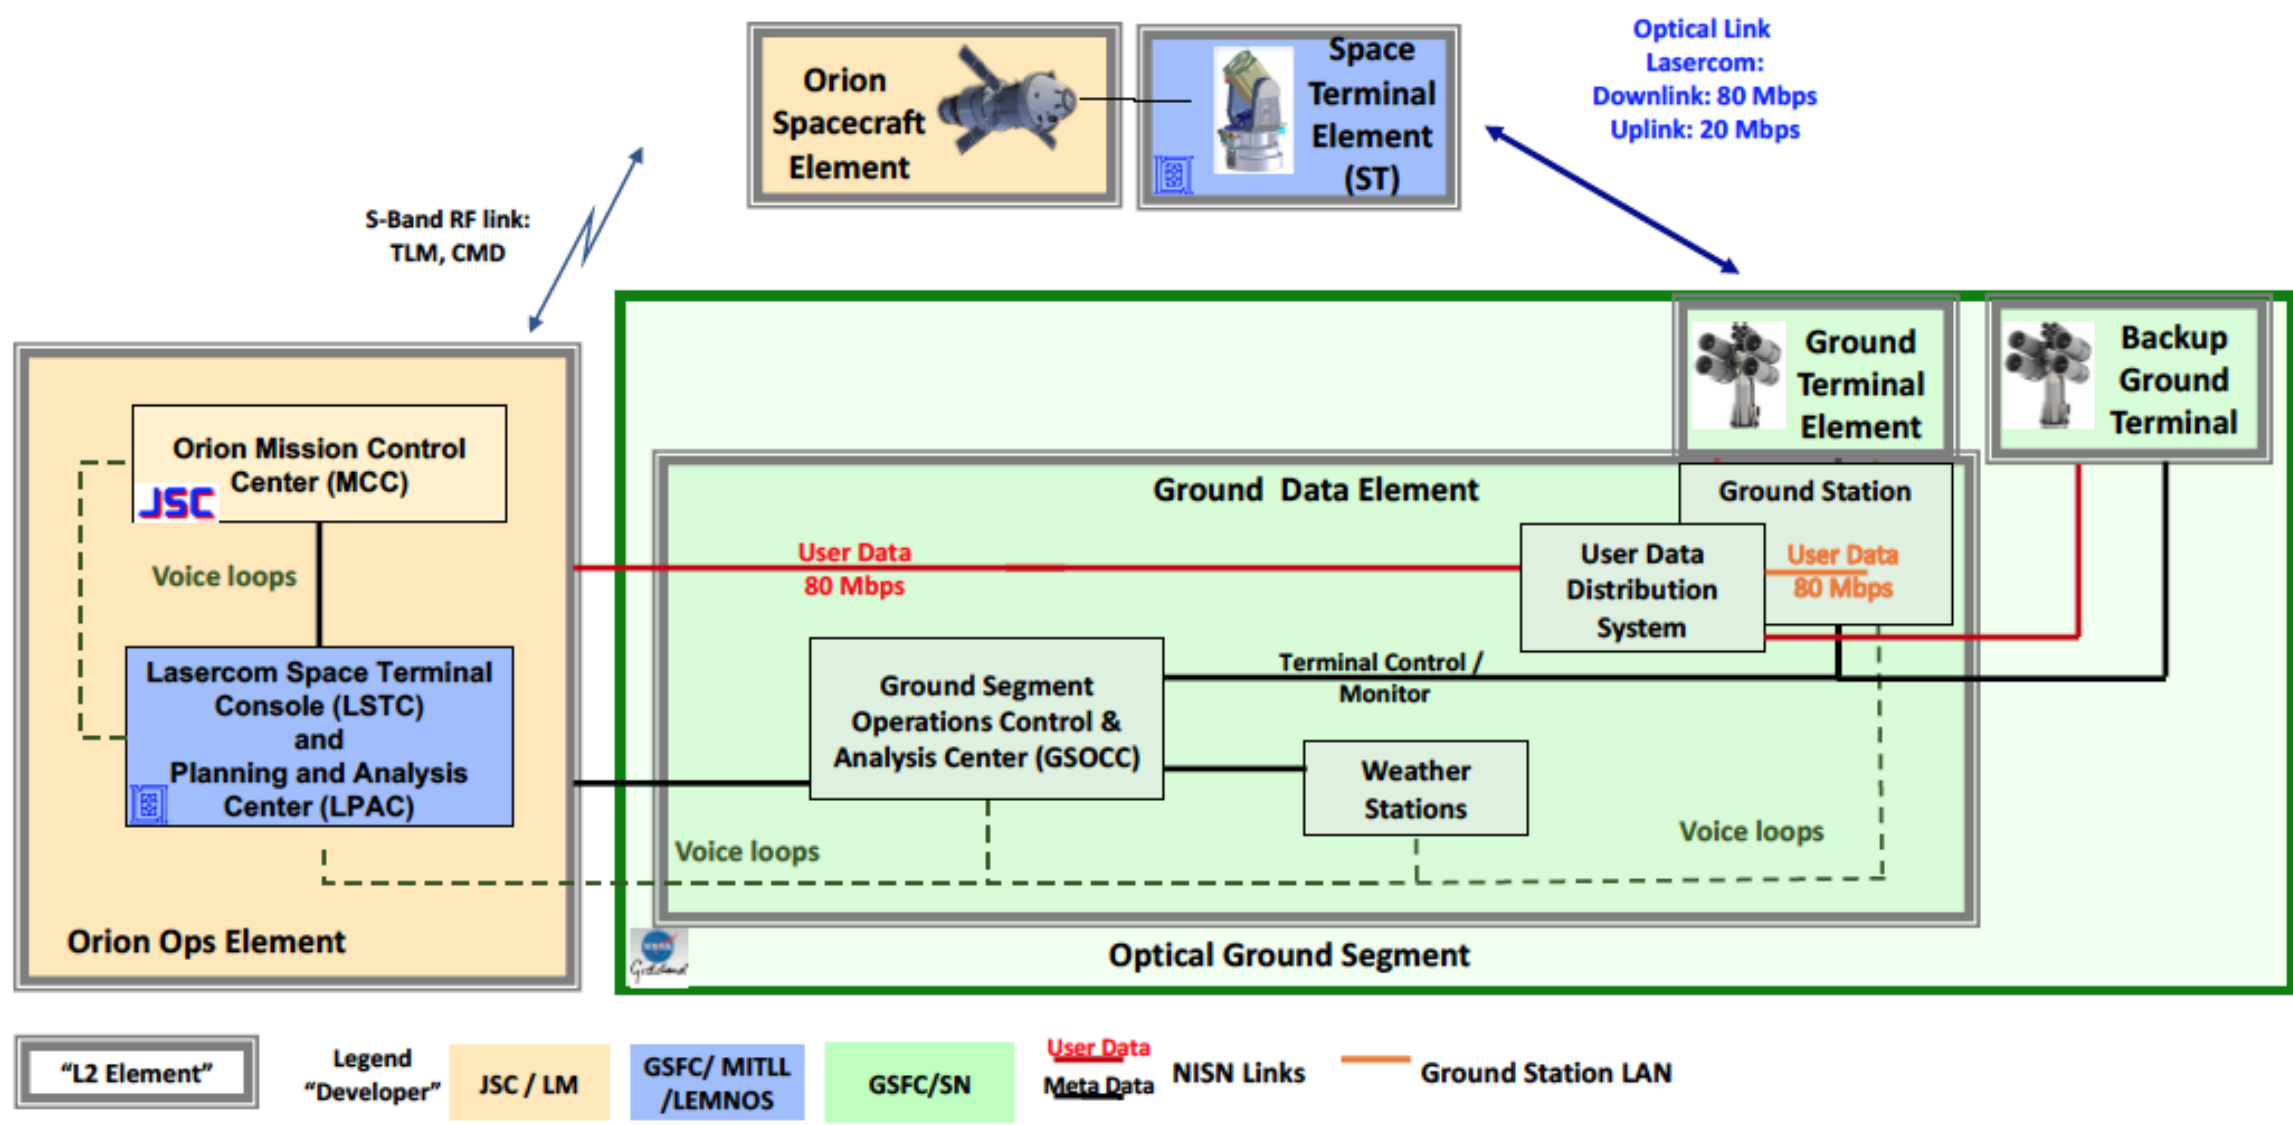 Orion
Spacecraft
Element
Space
Terminal
Element
(ST)
Optical Link
Lasercom:
Downlink: 80 Mbps
Uplink: 20 Mbps
S-Band RF link:
TLM, CMD
Orion Mission Control
Center (MCC)
JSC
Voice loops
Lasercom Space Terminal
Console (LSTC)
and
Planning and Analysis
Center (LPAC)
Orion Ops Element
Ground
Terminal
Element
Backup
Ground
Terminal
Ground Data Element
Ground Station
User Data
80 Mbps
User Data
Distribution
System
User Data
80 Mbps
Ground Segment
Operations Control &
Analysis Center (GSOCC)
Terminal Control /
Monitor
Weather
Stations
Voice loops
Voice loops
NASA
Goddard
Optical Ground Segment
“L2 Element”
Legend
“Developer”
JSC / LM
GSFC/ MITLL
/LEMNOS
GSFC/SN
User Data
Meta Data
NISN Links
Ground Station LAN